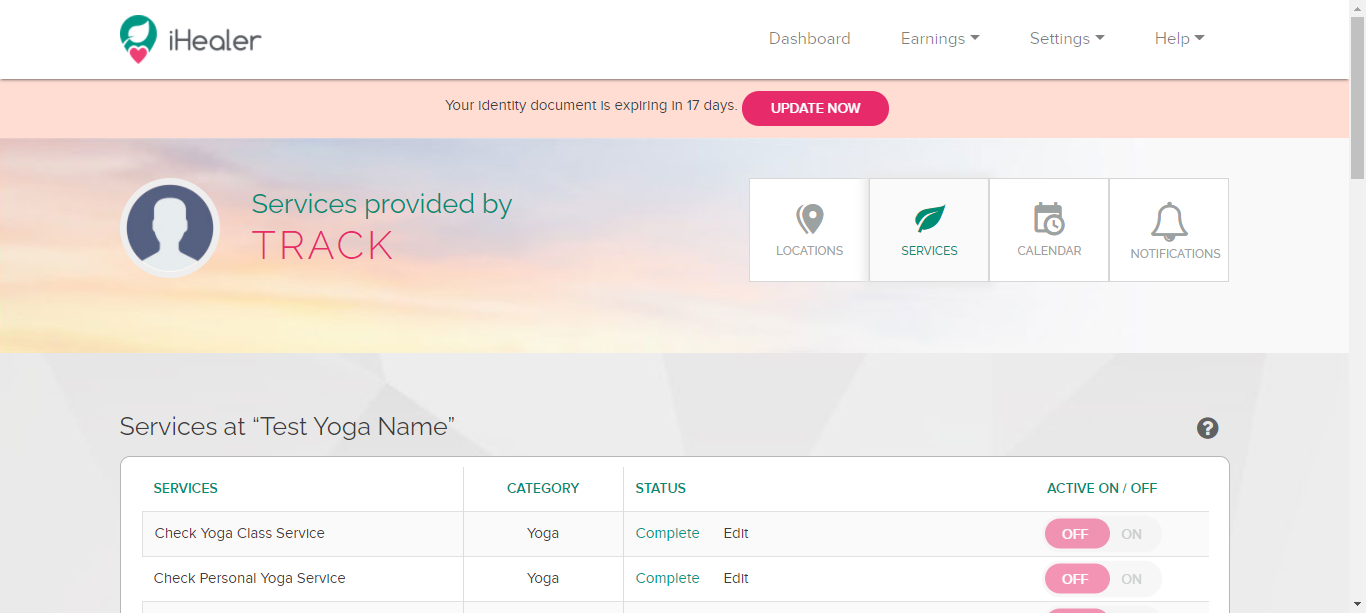 iHealer
Dashboard
Earnings
Settings
Help
Your identity document is expiring in 17 days. UPDATE NOW
Services provided by
TRACK
LOCATIONS
SERVICES
CALENDAR
NOTIFICATIONS
Services at “Test Yoga Name”
?
SERVICES CATEGORY STATUS ACTIVE ON / OFF
Check Yoga Class Service Yoga Complete Edit OFF ON
Check Personal Yoga Service Yoga Complete Edit OFF ON